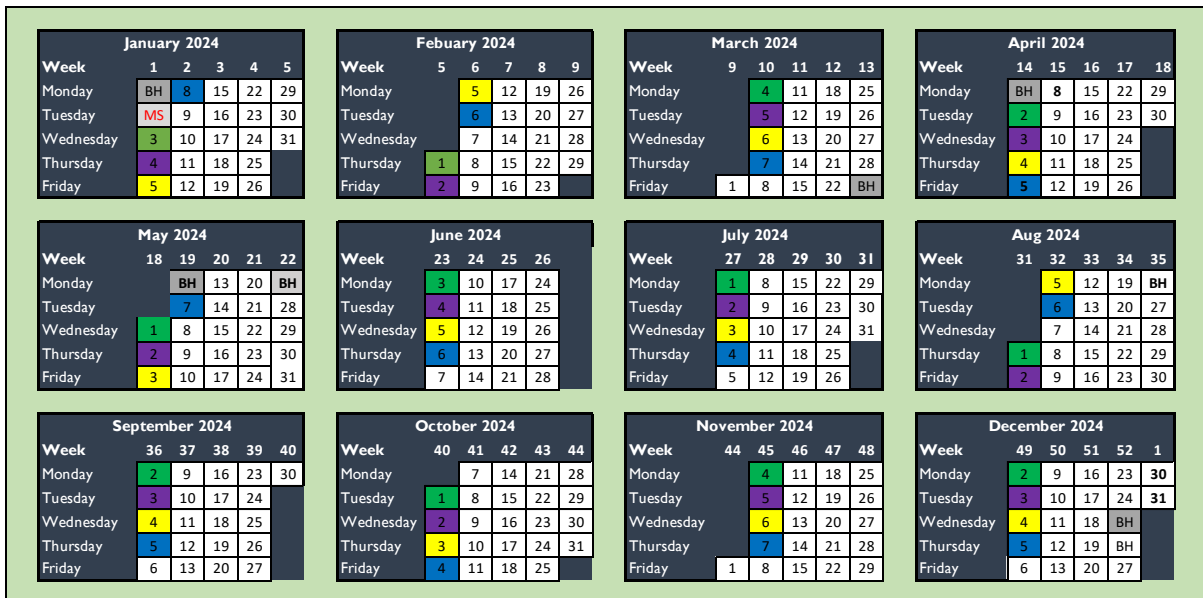 January 2024 Febuary 2024 March 2024 April 2024
Week 1 2 3 4 5 Week 5 6 7 8 9 Week 9 10 11 12 13 Week 14 15 16 17 18
Monday BH 8 15 22 29 Monday 5 12 19 26 Monday 4 11 18 25 Monday BH 8 15 22 29
Tuesday MS 9 16 23 30 Tuesday 6 13 20 27 Tuesday 5 12 19 26 Tuesday 2 9 16 23 30
Wednesday 3 10 17 24 31 Wednesday 7 14 21 28 Wednesday 6 13 20 27 Wednesday 3 10 17 24
Thursday 4 11 18 25 Thursday 1 8 15 22 29 Thursday 7 14 21 28 Thursday 4 11 18 25
Friday 5 12 19 26 Friday 2 9 16 23 Friday 1 8 15 22 BH Friday 5 12 19 26
May 2024 June 2024 July 2024 Aug 2024
Week 18 19 20 21 22 Week 23 24 25 26 Week 27 28 29 30 31 Week 31 32 33 34 35
Monday BH 13 20 BH Monday 3 10 17 24 Monday 1 8 15 22 29 Monday 5 12 19 BH
Tuesday 7 14 21 28 Tuesday 4 11 18 25 Tuesday 2 9 16 23 30 Tuesday 6 13 20 27
Wednesday 1 8 15 22 29 Wednesday 5 12 19 26 Wednesday 3 10 17 24 31 Wednesday 7 14 21 28
Thursday 2 9 16 23 30 Thursday 6 13 20 27 Thursday 4 11 18 25 Thursday 1 8 15 22 29
Friday 3 10 17 24 31 Friday 7 14 21 28 Friday 5 12 19 26 Friday 2 9 16 23 30
September 2024 October 2024 November 2024 December 2024
Week 36 37 38 39 40 Week 40 41 42 43 44 Week 44 45 46 47 48 Week 49 50 51 52 1
Monday 2 9 16 23 30 Monday 7 14 21 28 Monday 4 11 18 25 Monday 2 9 16 23 30
Tuesday 3 10 17 24 Tuesday 1 8 15 22 29 Tuesday 5 12 19 26 Tuesday 3 10 17 24 31
Wednesday 4 11 18 25 Wednesday 2 9 16 23 30 Wednesday 6 13 20 27 Wednesday 4 11 18 BH
Thursday 5 12 19 26 Thursday 3 10 17 24 31 Thursday 7 14 21 28 Thursday 5 12 19 BH
Friday 6 13 20 27 Friday 4 11 18 25 Friday 1 8 15 22 29 Friday 6 13 20 27